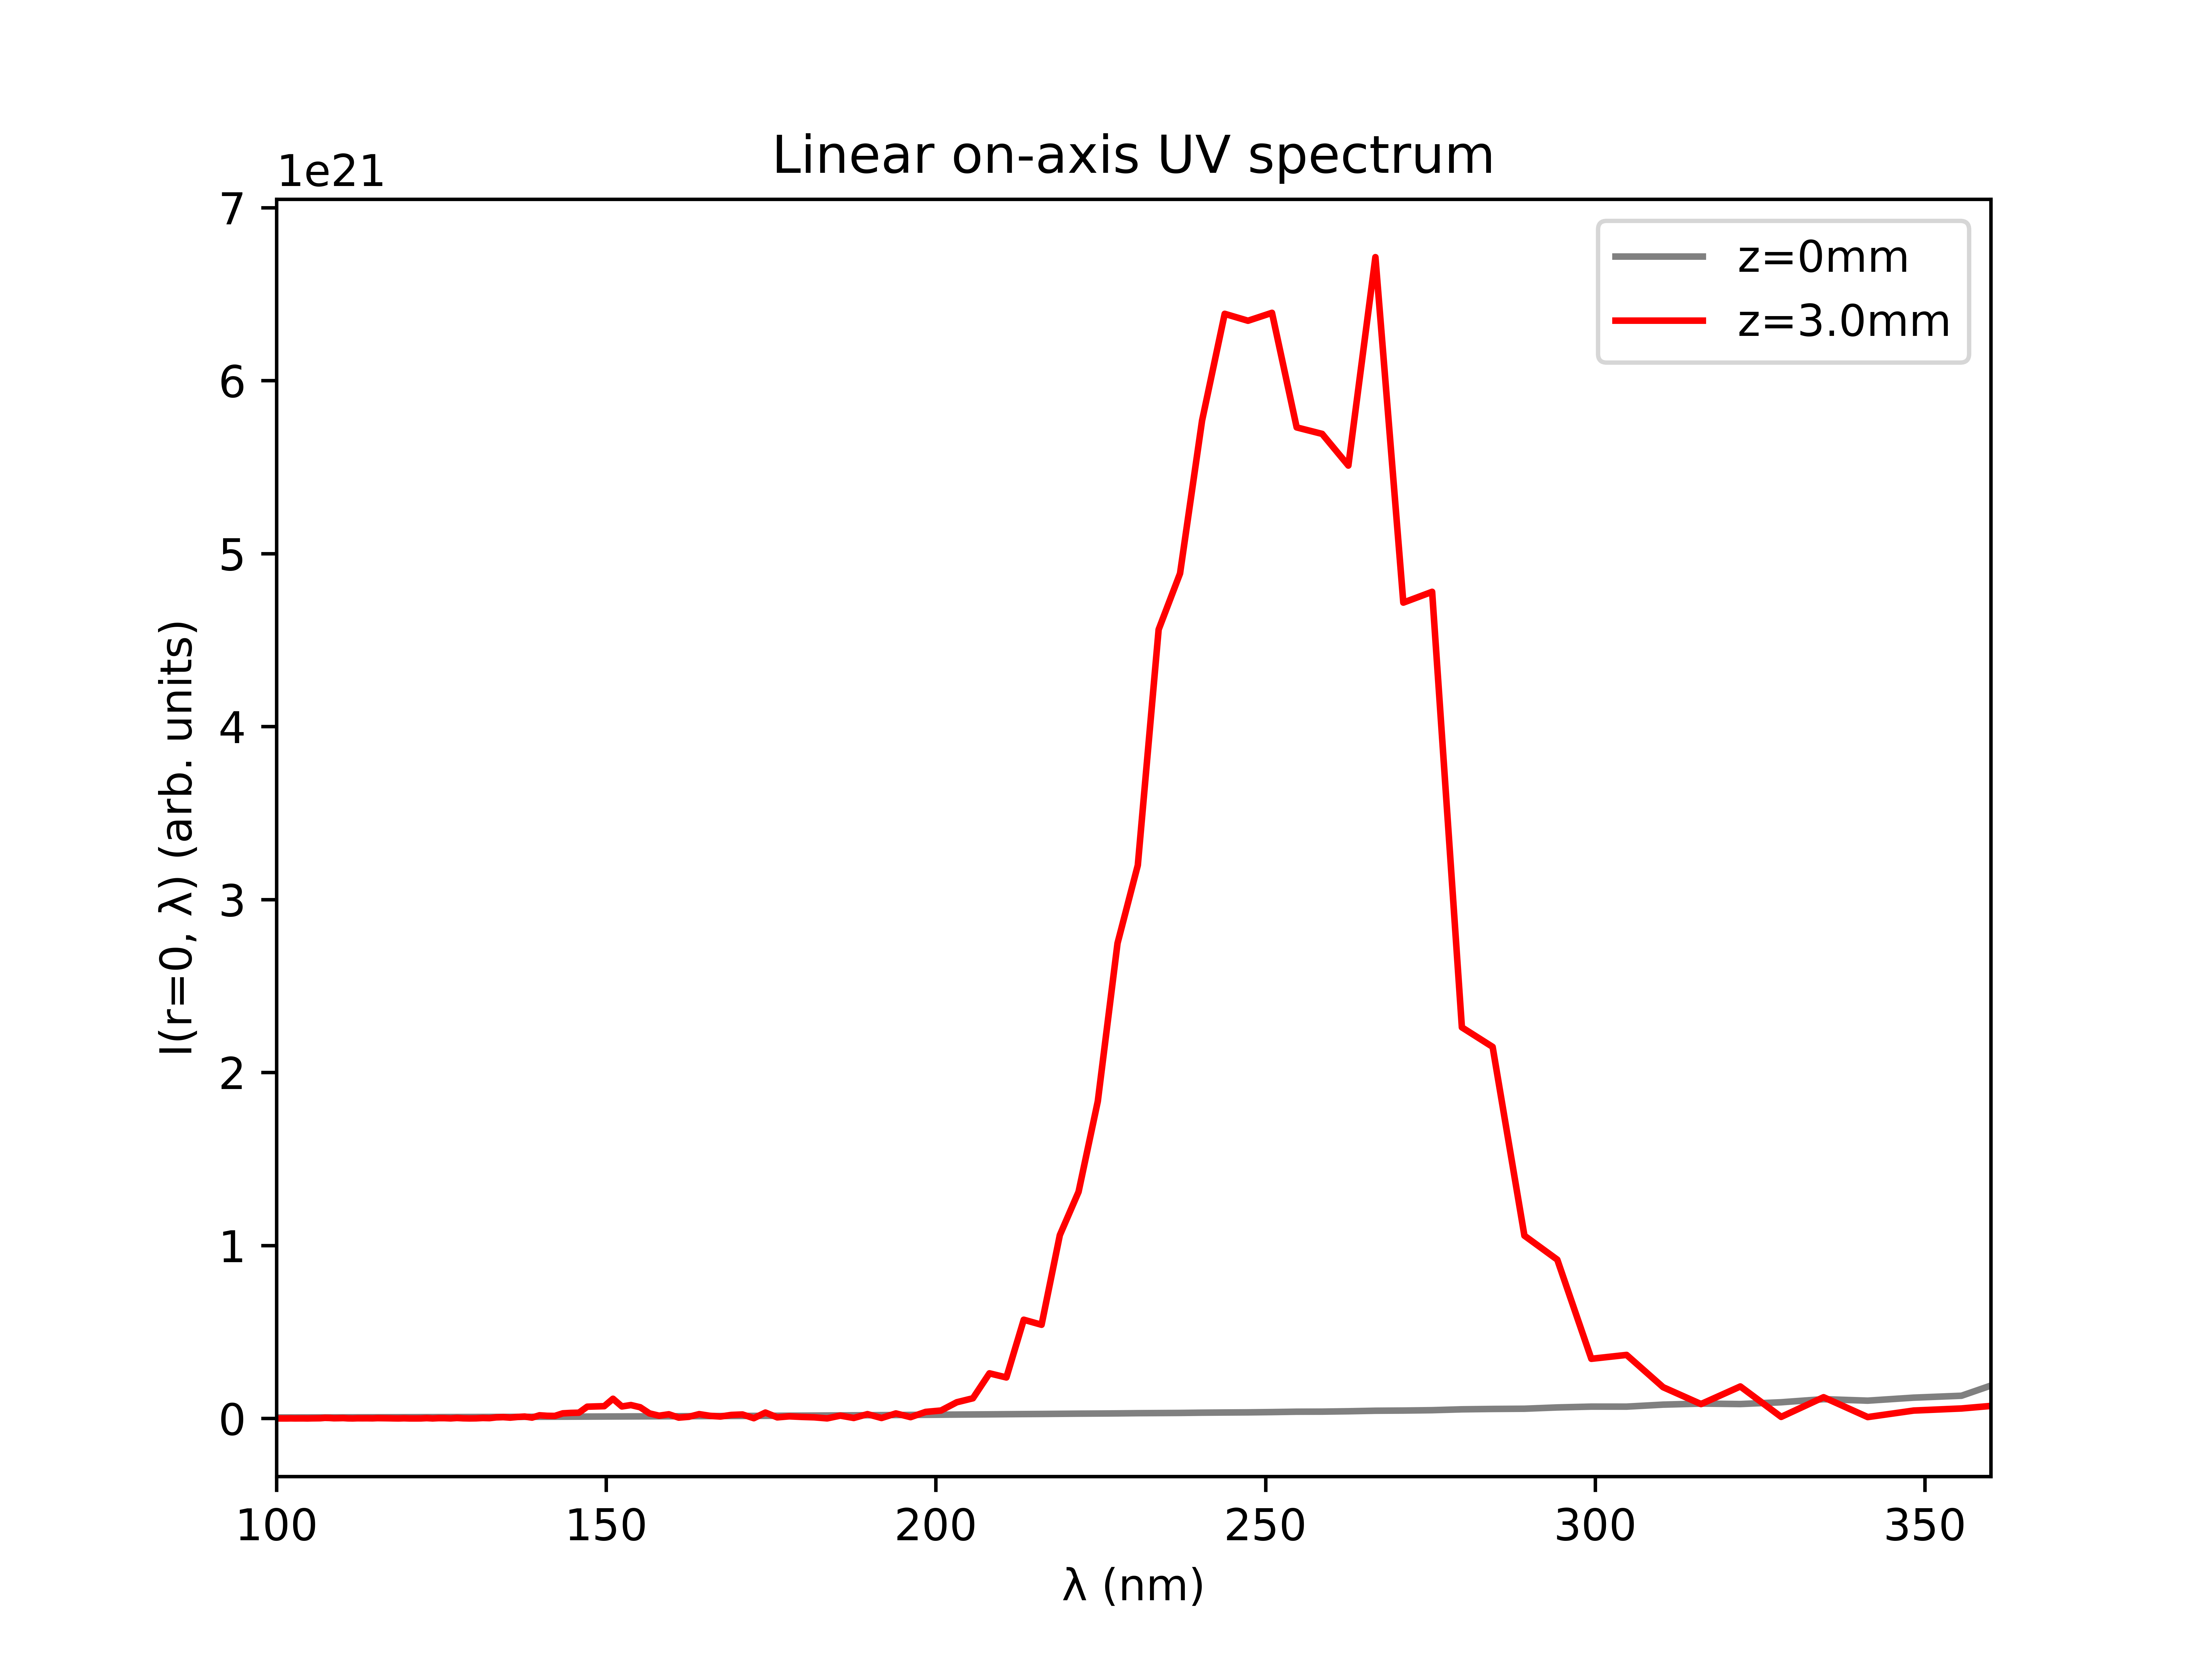 Linear on-axis UV spectrum
1e21
7
6
5
4
3
2
1
0
I(r=0, λ) (arb. units)
z=0mm
z=3.0mm
100 150 200 250 300 350
λ (nm)